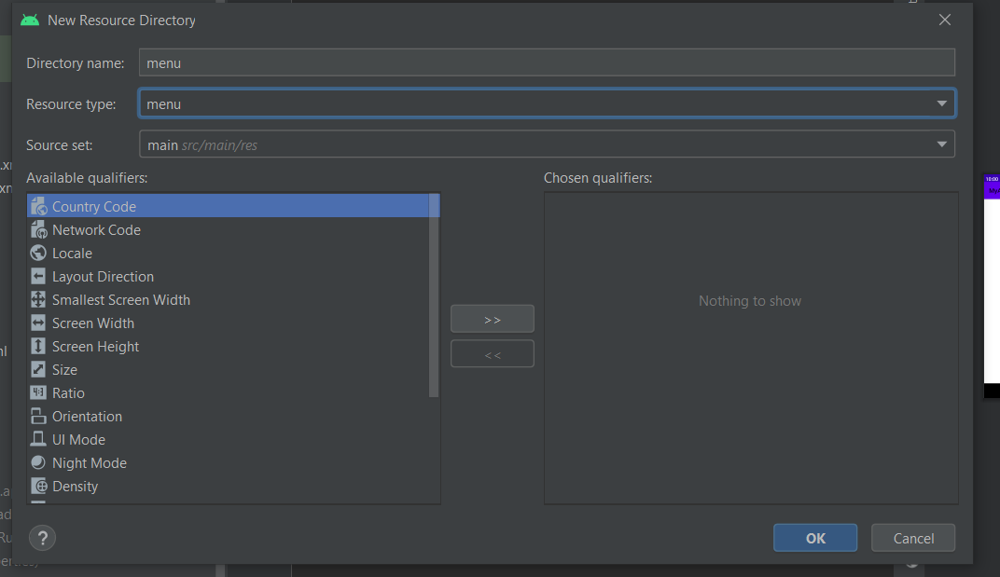 New Resource Directory
Directory name: menu
Resource type: menu
Source set: main src/main/res
Available qualifiers:
Chosen qualifiers:
Country Code
Network Code
Locale
Layout Direction
Smallest Screen Width
Screen Width
Screen Height
Size
Ratio
Orientation
UI Mode
Night Mode
Density
>>
<<
Nothing to show
?
OK
Cancel
10:00